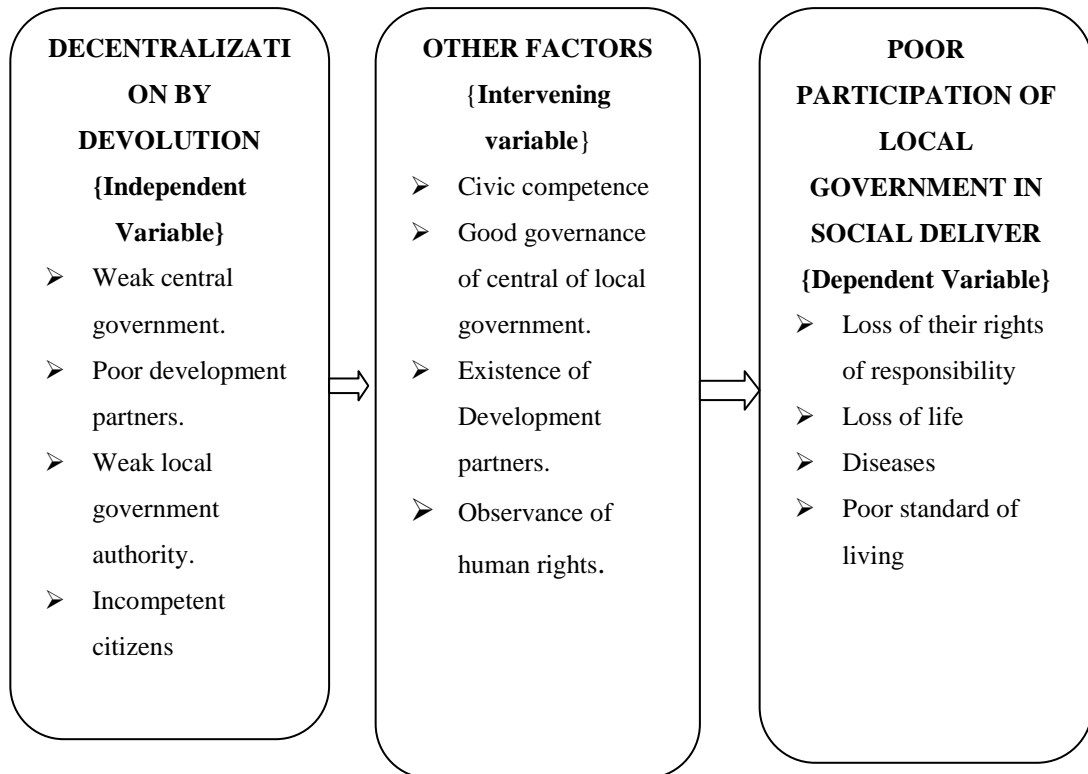 DECENTRALIZATI
ON BY
DEVOLUTION
{Independent
Variable}
➢ Weak central
government.
➢ Poor development
partners.
➢ Weak local
government
authority.
➢ Incompetent
citizens
OTHER FACTORS
{Intervening
variable}
➢ Civic competence
➢ Good governance
of central of local
government.
➢ Existence of
Development
partners.
➢ Observance of
human rights.
POOR
PARTICIPATION OF
LOCAL
GOVERNMENT IN
SOCIAL DELIVER
{Dependent Variable}
➢ Loss of their rights
of responsibility
➢ Loss of life
➢ Diseases
➢ Poor standard of
living